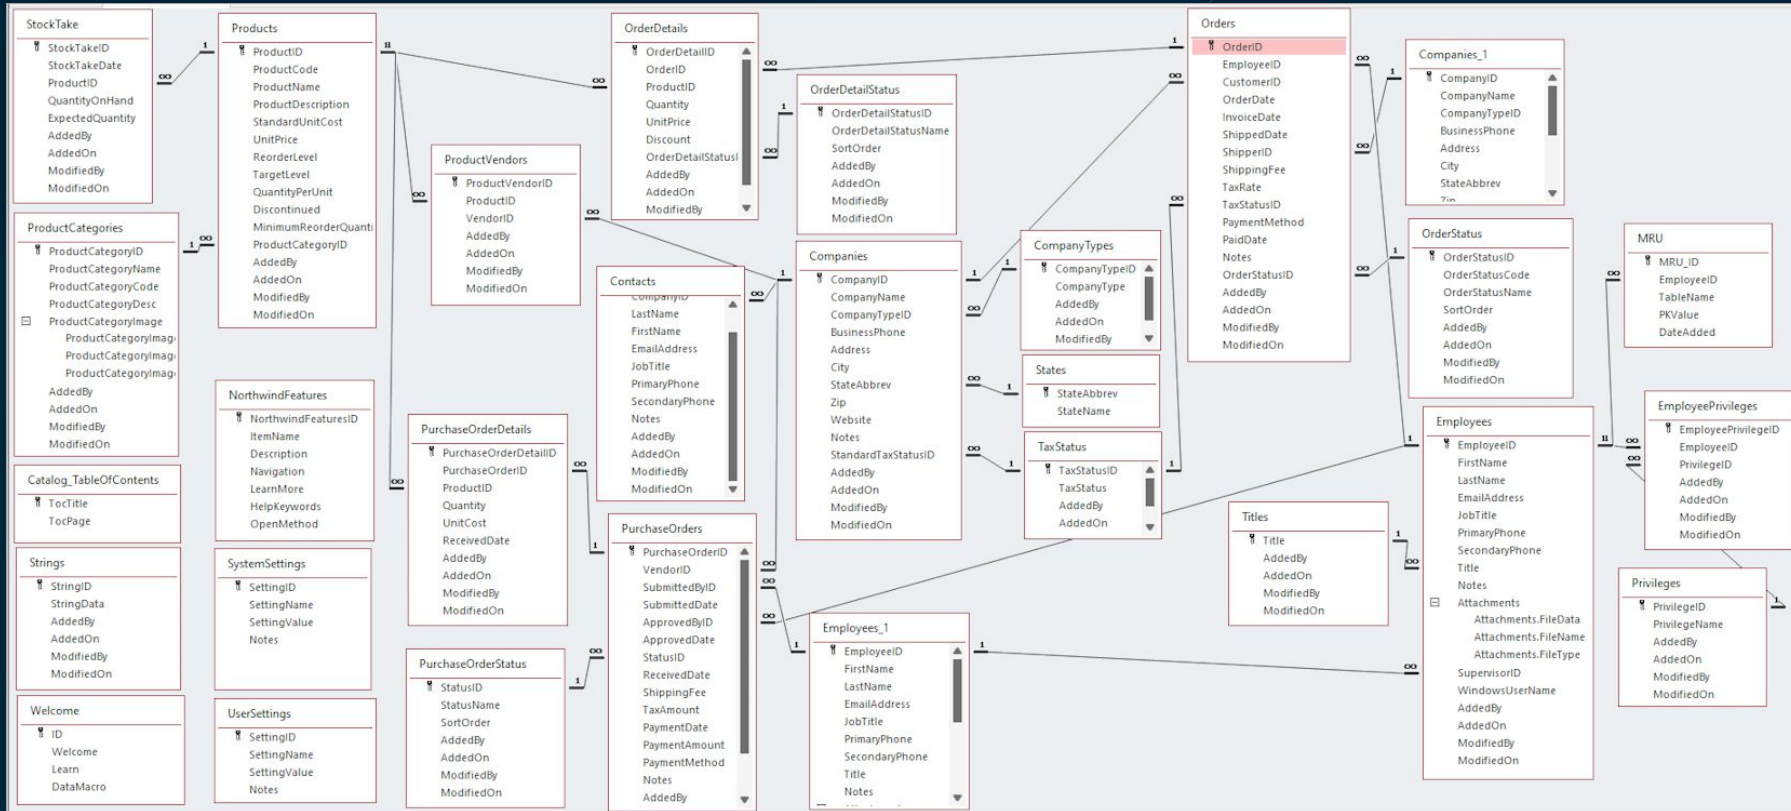 StockTake
StockTakeID
StockTakeDate
ProductID
QuantityOnHand
ExpectedQuantity
AddedBy
AddedOn
ModifiedBy
ModifiedOn
ProductCategories
ProductCategoryID
ProductCategoryName
ProductCategoryCode
ProductCategoryDesc
ProductCategoryImage
ProductCategoryImag
ProductCategoryImag
ProductCategoryImag
AddedBy
AddedOn
ModifiedBy
ModifiedOn
Catalog_TableOfContents
TocTitle
TocPage
Strings
StringID
StringData
AddedBy
AddedOn
ModifiedBy
ModifiedOn
Welcome
ID
Welcome
Learn
DataMacro
Products
ProductID
ProductCode
ProductName
ProductDescription
StandardUnitCost
UnitPrice
ReorderLevel
TargetLevel
QuantityPerUnit
Discontinued
MinimumReorderQuanti
ProductCategoryID
AddedBy
AddedOn
ModifiedBy
ModifiedOn
NorthwindFeatures
NorthwindFeaturesID
ItemName
Description
Navigation
LearnMore
HelpKeywords
OpenMethod
SystemSettings
SettingID
SettingName
SettingValue
Notes
UserSettings
SettingID
SettingName
SettingValue
Notes
ProductVendors
ProductVendorID
ProductID
VendorID
AddedBy
AddedOn
ModifiedBy
ModifiedOn
PurchaseOrderDetails
PurchaseOrderDetailID
PurchaseOrderID
ProductID
Quantity
UnitCost
ReceivedDate
AddedBy
AddedOn
ModifiedBy
ModifiedOn
PurchaseOrderStatus
StatusID
StatusName
SortOrder
AddedBy
AddedOn
ModifiedBy
ModifiedOn
OrderDetails
OrderDetailID
OrderID
ProductID
Quantity
UnitPrice
Discount
OrderDetailStatusI
AddedBy
AddedOn
ModifiedBy
Contacts
CompanyID
LastName
FirstName
EmailAddress
JobTitle
PrimaryPhone
SecondaryPhone
Notes
AddedBy
AddedOn
ModifiedBy
ModifiedOn
PurchaseOrders
PurchaseOrderID
VendorID
SubmittedByID
SubmittedDate
ApprovedByID
ApprovedDate
StatusID
ReceivedDate
ShippingFee
TaxAmount
PaymentDate
PaymentAmount
PaymentMethod
Notes
AddedBy
OrderDetailStatus
OrderDetailStatusID
OrderDetailStatusName
SortOrder
AddedBy
AddedOn
ModifiedBy
ModifiedOn
Companies
CompanyID
CompanyName
CompanyTypeID
BusinessPhone
Address
City
StateAbbrev
Zip
Website
Notes
StandardTaxStatusID
AddedBy
AddedOn
ModifiedBy
ModifiedOn
Employees_1
EmployeeID
FirstName
LastName
EmailAddress
JobTitle
PrimaryPhone
SecondaryPhone
Title
Notes
CompanyTypes
CompanyTypeID
CompanyType
AddedBy
AddedOn
ModifiedBy
States
StateAbbrev
StateName
TaxStatus
TaxStatusID
TaxStatus
AddedBy
AddedOn
Orders
OrderID
EmployeeID
CustomerID
OrderDate
InvoiceDate
ShippedDate
ShipperID
ShippingFee
TaxRate
TaxStatusID
PaymentMethod
PaidDate
Notes
OrderStatusID
AddedBy
AddedOn
ModifiedBy
ModifiedOn
Titles
Title
AddedBy
AddedOn
ModifiedBy
ModifiedOn
Companies_1
CompanyID
CompanyName
CompanyTypeID
BusinessPhone
Address
City
StateAbbrev
Zip
OrderStatus
OrderStatusID
OrderStatusCode
OrderStatusName
SortOrder
AddedBy
AddedOn
ModifiedBy
ModifiedOn
Employees
EmployeeID
FirstName
LastName
EmailAddress
JobTitle
PrimaryPhone
SecondaryPhone
Title
Notes
Attachments
Attachments.FileData
Attachments.FileName
Attachments.FileType
SupervisorID
WindowsUserName
AddedBy
AddedOn
ModifiedBy
ModifiedOn
MRU
MRU_ID
EmployeeID
TableName
PKValue
DateAdded
EmployeePrivileges
EmployeePrivilegeID
EmployeeID
PrivilegeID
AddedBy
AddedOn
ModifiedBy
ModifiedOn
Privileges
PrivilegeID
PrivilegeName
AddedBy
AddedOn
ModifiedBy
ModifiedOn